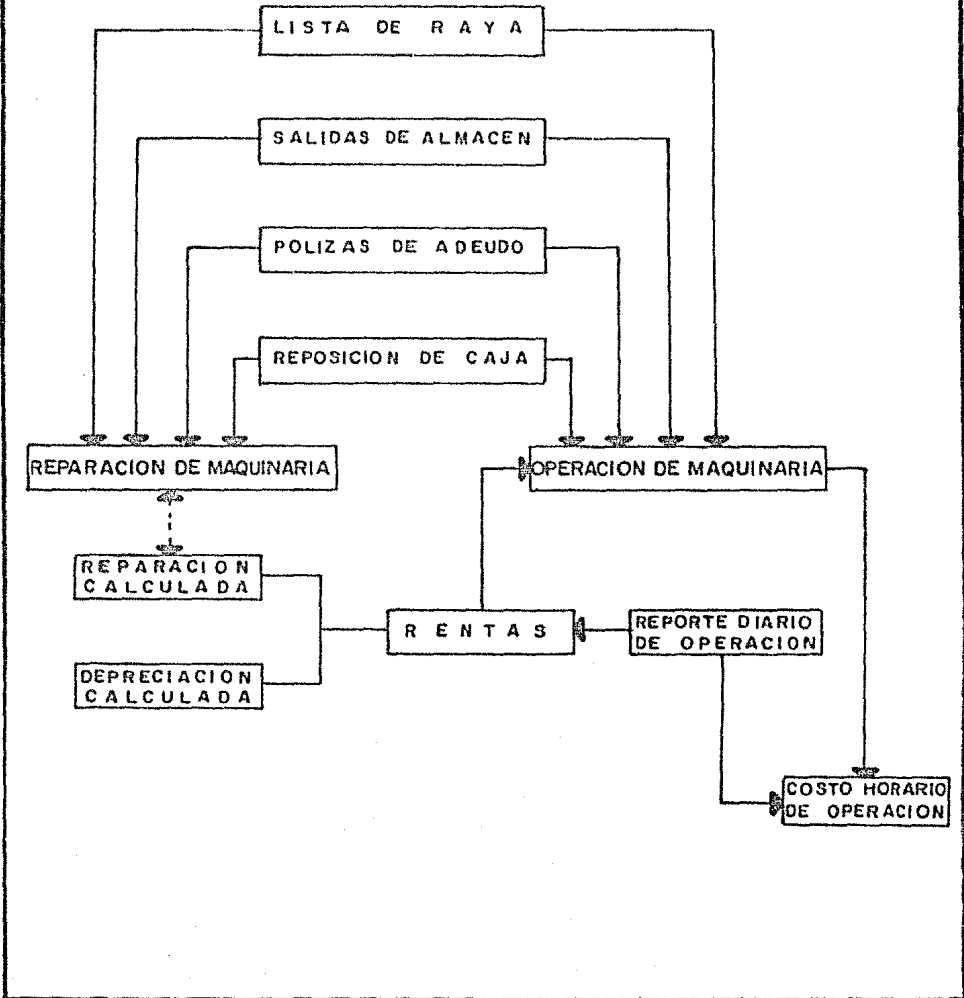 LISTA DE RAYA
SALIDAS DE ALMACEN
POLIZAS DE ADEUDO
REPOSICION DE CAJA
REPARACION DE MAQUINARIA
OPERACION DE MAQUINARIA
REPARACION
CALCULADA
RENTAS
REPORTE DIARIO
DE OPERACION
DEPRECIACION
CALCULADA
COSTO HORARIO
DE OPERACION